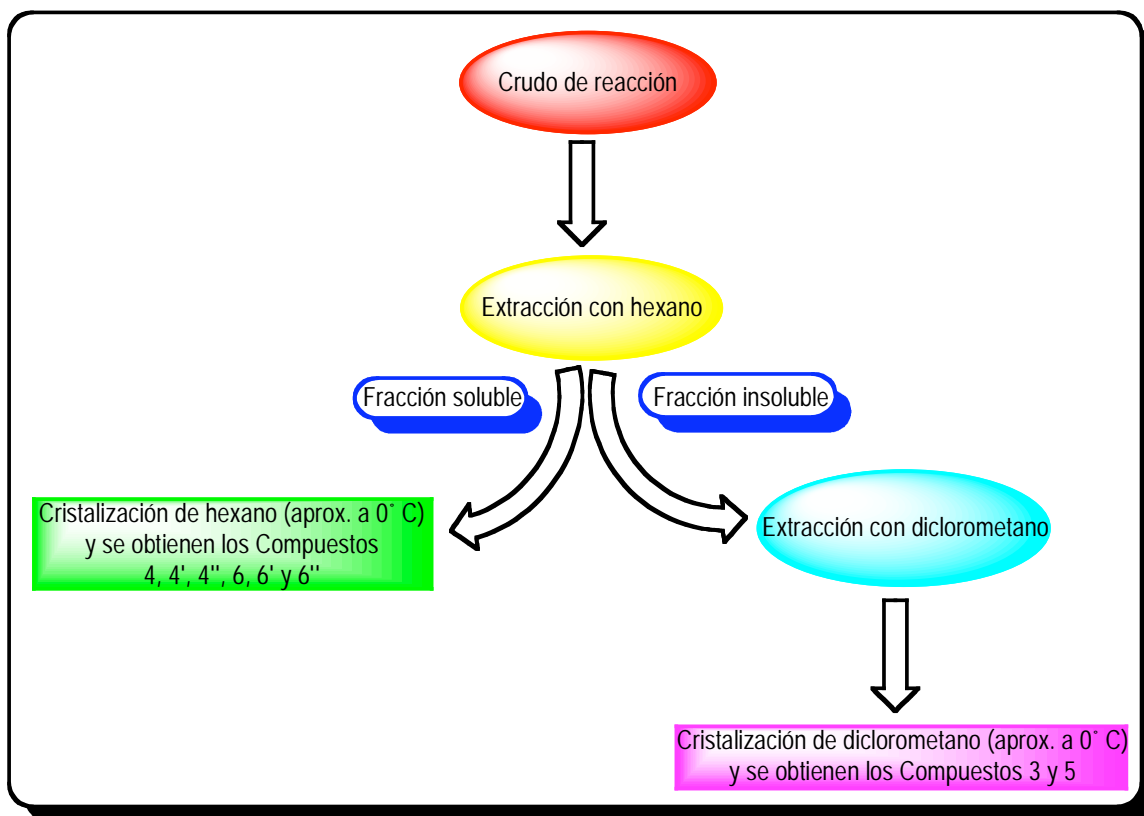 Crudo de reacción
Extracción con hexano
Fracción soluble
Fracción insoluble
Cristalización de hexano (aprox. a 0° C)
y se obtienen los Compuestos
4, 4', 4'', 6, 6' y 6''
Extracción con diclorometano
Cristalización de diclorometano (aprox. a 0° C)
y se obtienen los Compuestos 3 y 5